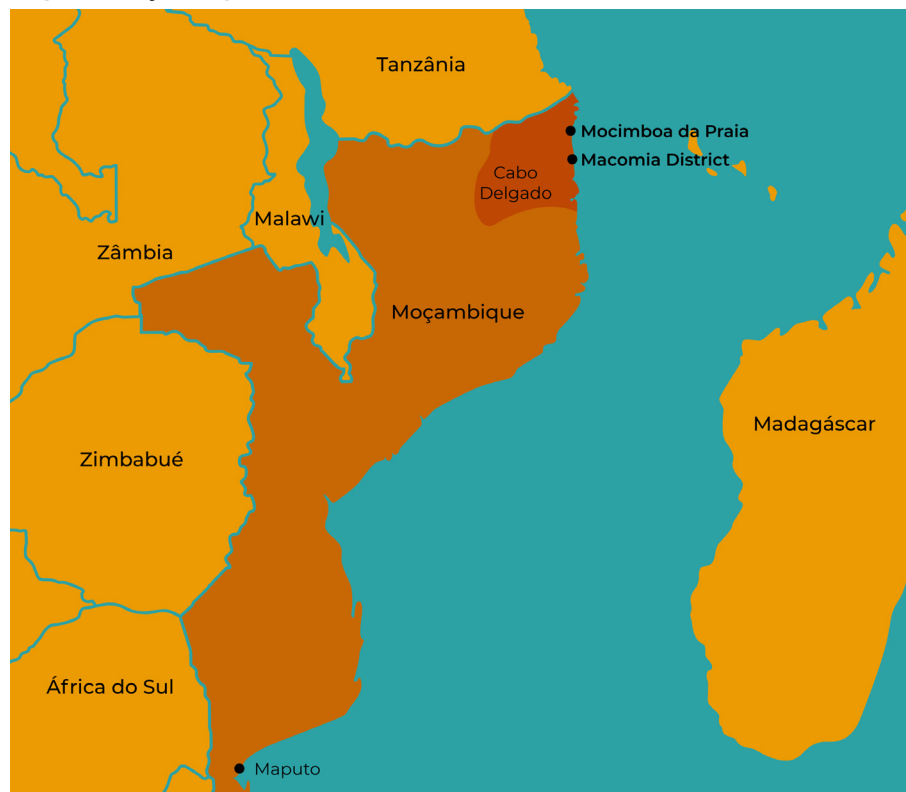 Tanzânia
Mocimboa da Praia
Macomia District
Cabo
Delgado
Malawi
Zâmbia
Moçambique
Madagáscar
Zimbabué
África do Sul
Maputo